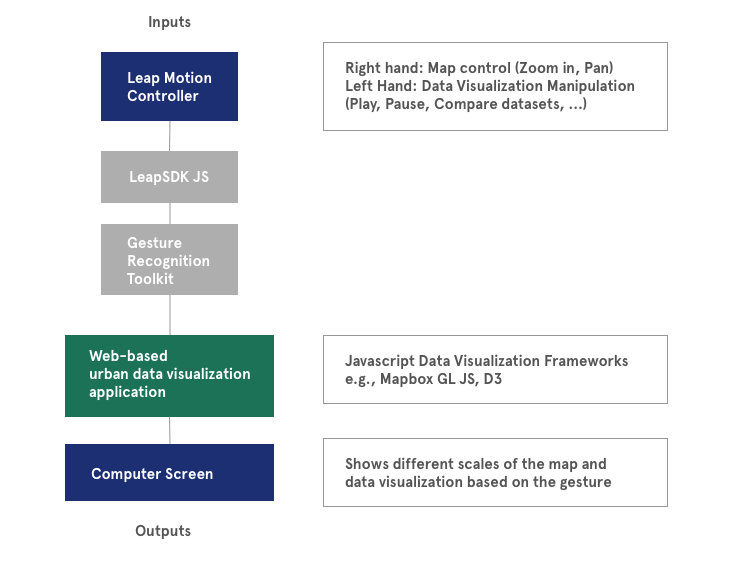 Inputs
Leap Motion
Controller
Right hand: Map control (Zoom in, Pan)
Left Hand: Data Visualization Manipulation
(Play, Pause, Compare datasets, ...)
LeapSDK JS
Gesture
Recognition
Toolkit
Web-based
urban data visualization
application
Javascript Data Visualization Frameworks
e.g., Mapbox GL JS, D3
Computer Screen
Shows different scales of the map and
data visualization based on the gesture
Outputs